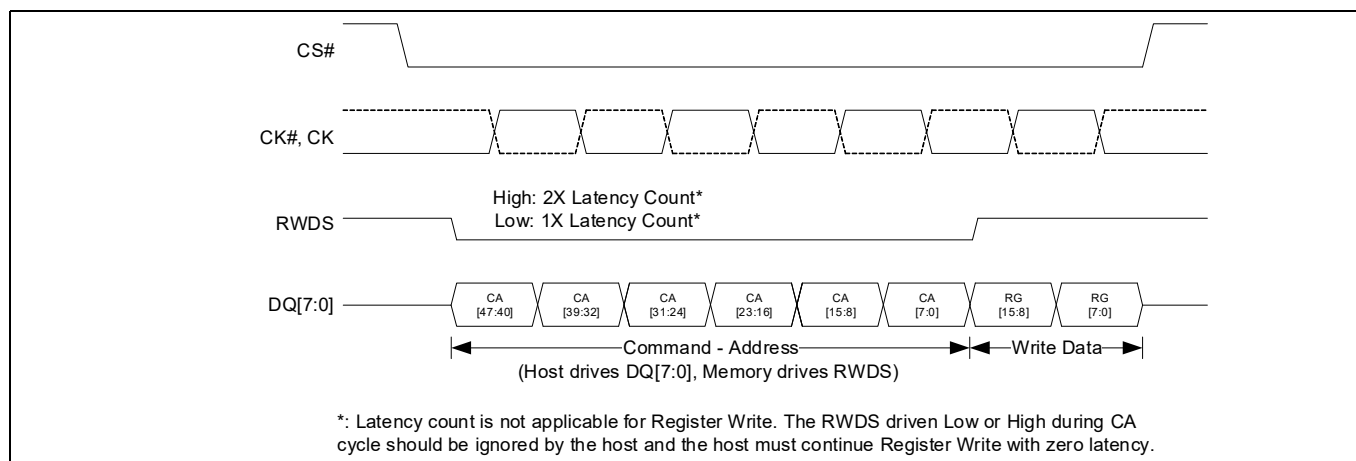 CS#
CK#, CK
High: 2X Latency Count*
Low: 1X Latency Count*
RWDS
DQ[7:0]
CA [47:40]
CA [39:32]
CA [31:24]
CA [23:16]
CA [15:8]
CA [7:0]
RG [15:8]
RG [7:0]
Command - Address
Write Data
(Host drives DQ[7:0], Memory drives RWDS)
*: Latency count is not applicable for Register Write. The RWDS driven Low or High during CA
cycle should be ignored by the host and the host must continue Register Write with zero latency.